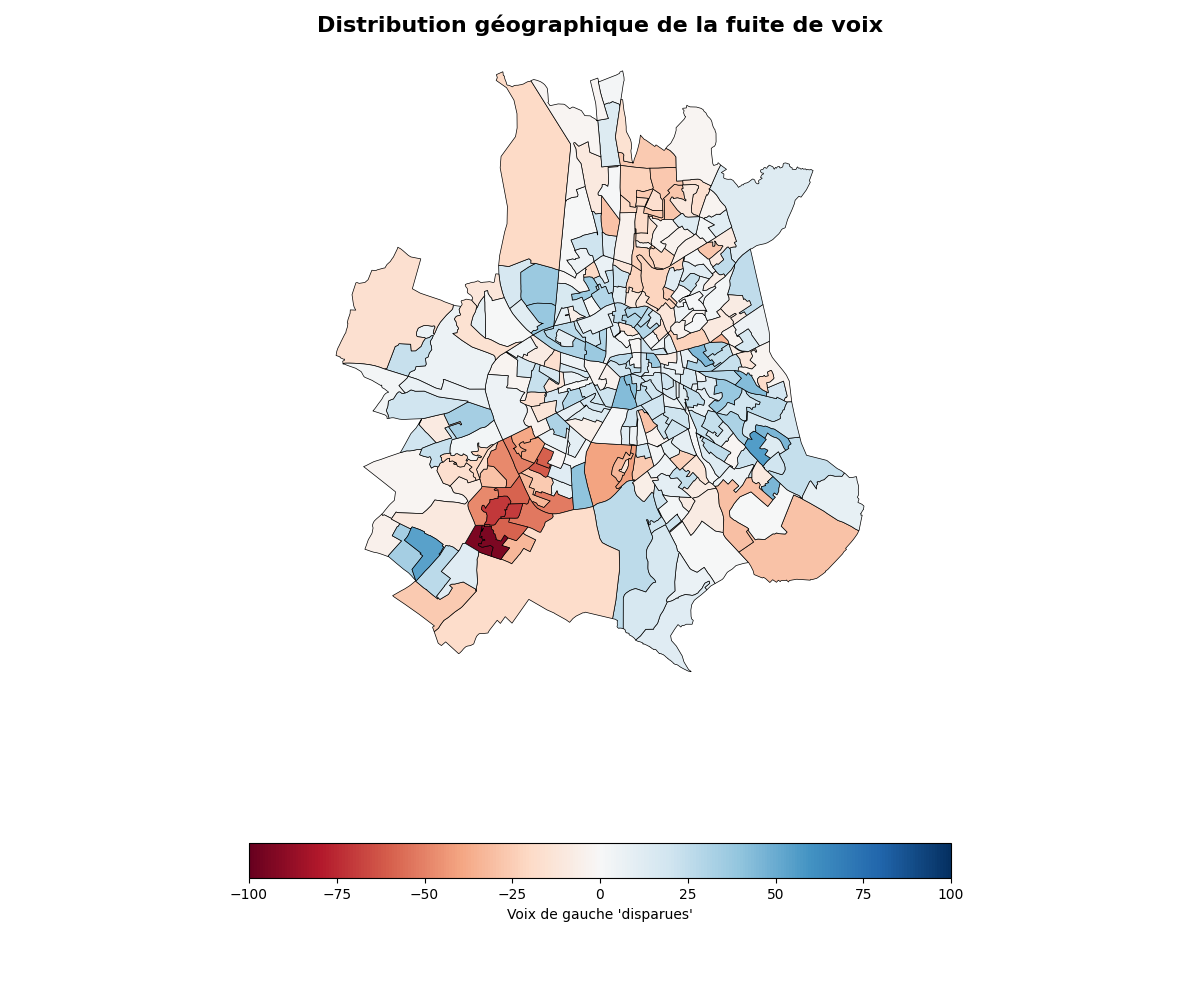 Distribution géographique de la fuite de voix
−100 −75 −50 −25 0 25 50 75 100
Voix de gauche 'disparues'